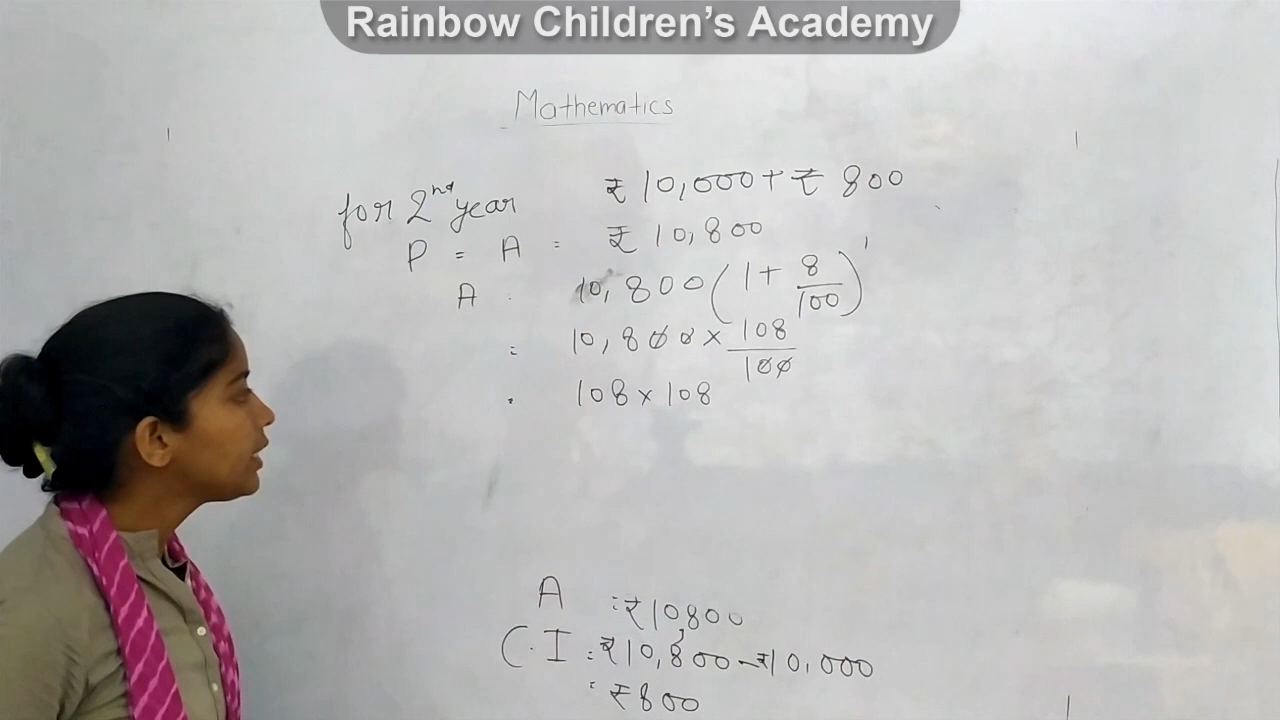 Rainbow Children's Academy
Mathematics
for 2nd year ₹ 10,000 + ₹ 800
P = A = ₹ 10,800
A . 10,800 (1 + 8/100)^1
= 10,800 × 108/100
. 108 × 108
A = ₹10800
C.I = ₹10,800 - ₹10,000
= ₹800